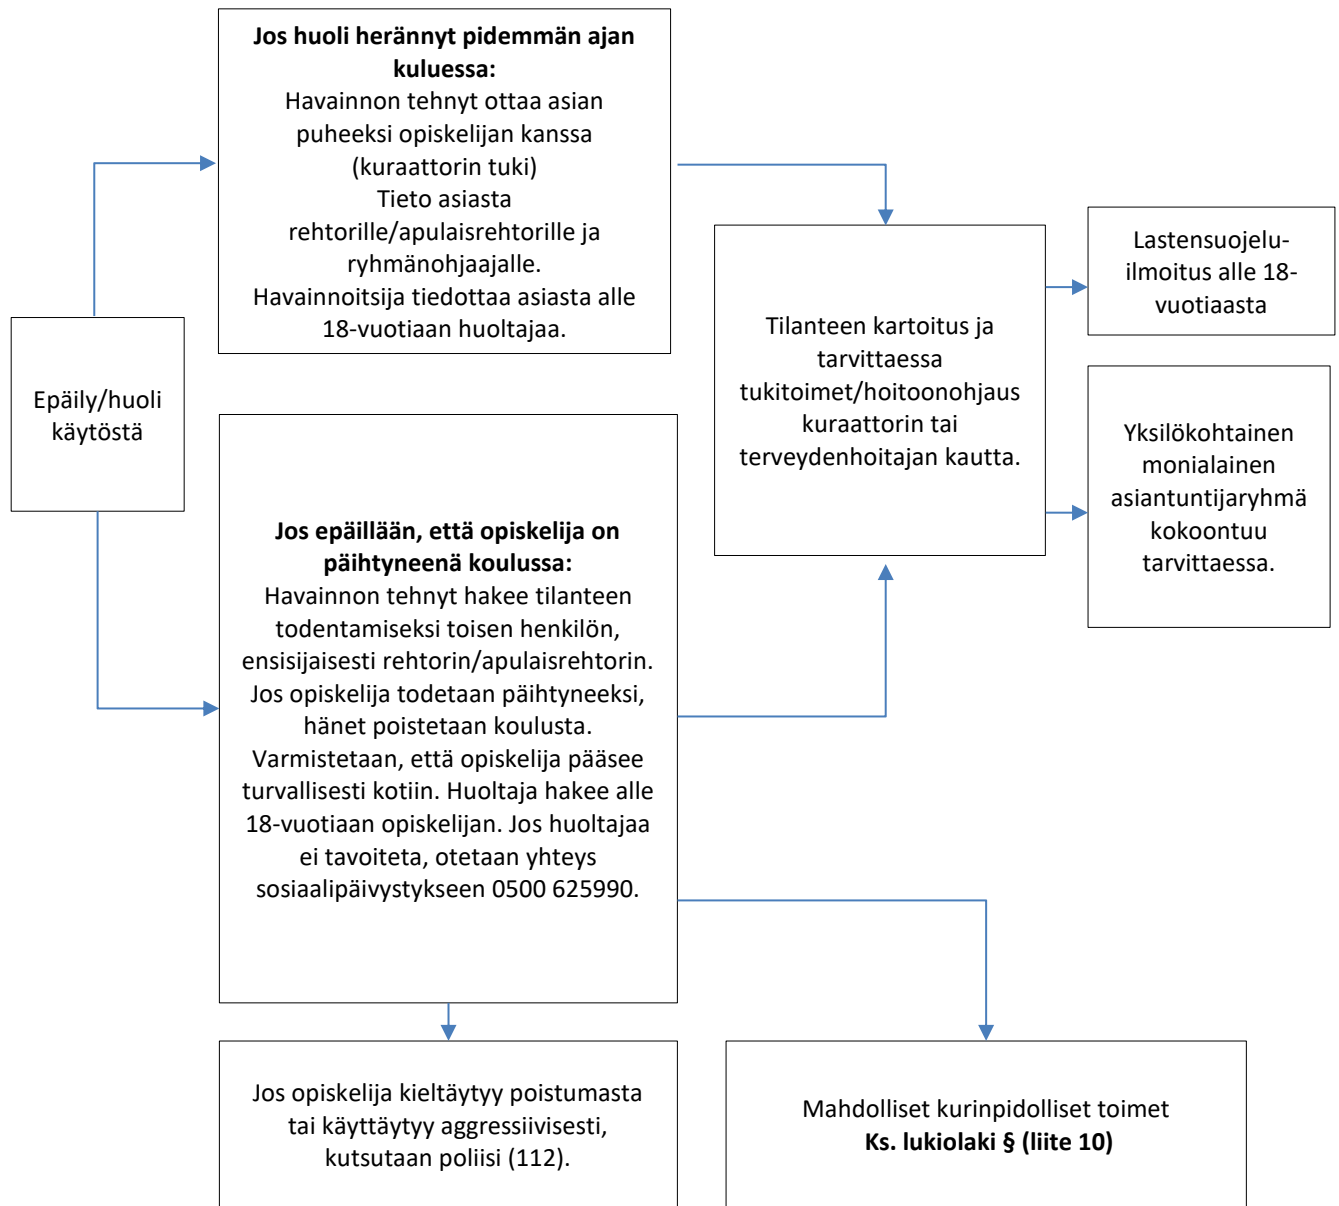 Jos huoli herännyt pidemmän ajan
kuluessa:
Havainnon tehnyt ottaa asian
puheeksi opiskelijan kanssa
(kuraattorin tuki)
Tieto asiasta
rehtorille/apulaisrehtorille ja
ryhmänohjaajalle.
Havainnoitsija tiedottaa asiasta alle
18-vuotiaan huoltajaa.
Epäily/huoli
käytöstä
Jos epäillään, että opiskelija on
päihtyneenä koulussa:
Havainnon tehnyt hakee tilanteen
todentamiseksi toisen henkilön,
ensisijaisesti rehtorin/apulaisrehtorin.
Jos opiskelija todetaan päihtyneeksi,
hänet poistetaan koulusta.
Varmistetaan, että opiskelija pääsee
turvallisesti kotiin. Huoltaja hakee alle
18-vuotiaan opiskelijan. Jos huoltajaa
ei tavoiteta, otetaan yhteys
sosiaalipäivystykseen 0500 625990.
Tilanteen kartoitus ja
tarvittaessa
tukitoimet/hoitoonohjaus
kuraattorin tai
terveydenhoitajan kautta.
Lastensuojelu-
ilmoitus alle 18-
vuotiaasta
Yksilökohtainen
monialainen
asiantuntijaryhmä
kokoontuu
tarvittaessa.
Jos opiskelija kieltäytyy poistumasta
tai käyttäytyy aggressiivisesti,
kutsutaan poliisi (112).
Mahdolliset kurinpidolliset toimet
Ks. lukiolaki § (liite 10)